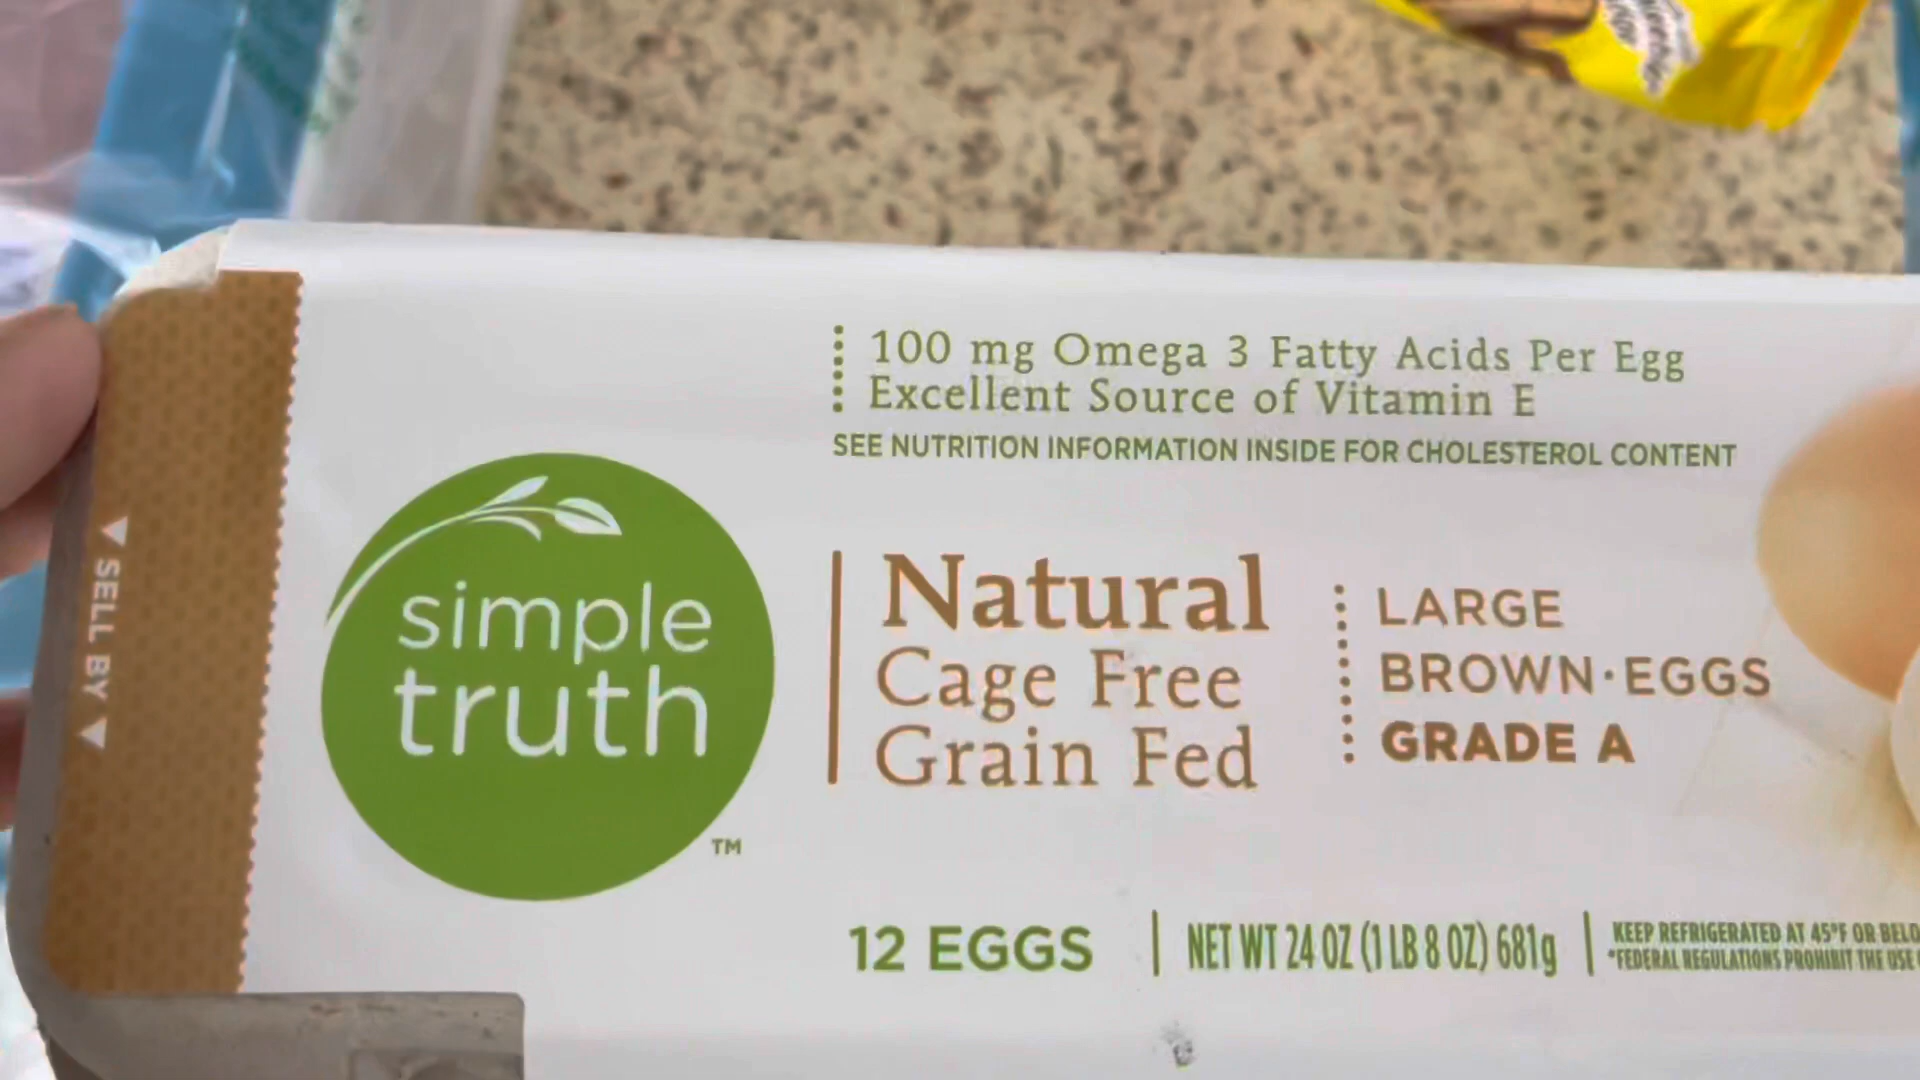 100 mg Omega 3 Fatty Acids Per Egg
Excellent Source of Vitamin E
SEE NUTRITION INFORMATION INSIDE FOR CHOLESTEROL CONTENT
simple
truth
TM
Natural
Cage Free
Grain Fed
LARGE
BROWN·EGGS
GRADE A
▼ SELL BY ▼
12 EGGS
NET WT 24 OZ (1 LB 8 OZ) 681g
KEEP REFRIGERATED AT 45°F OR BELO
*FEDERAL REGULATIONS PROHIBIT THE USE